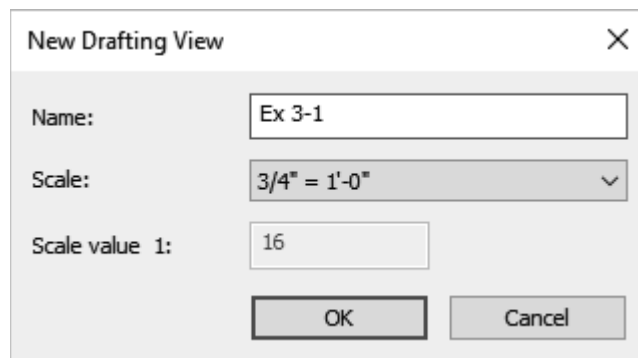 New Drafting View
Name: Ex 3-1
Scale: 3/4" = 1'-0"
Scale value 1: 16
OK Cancel